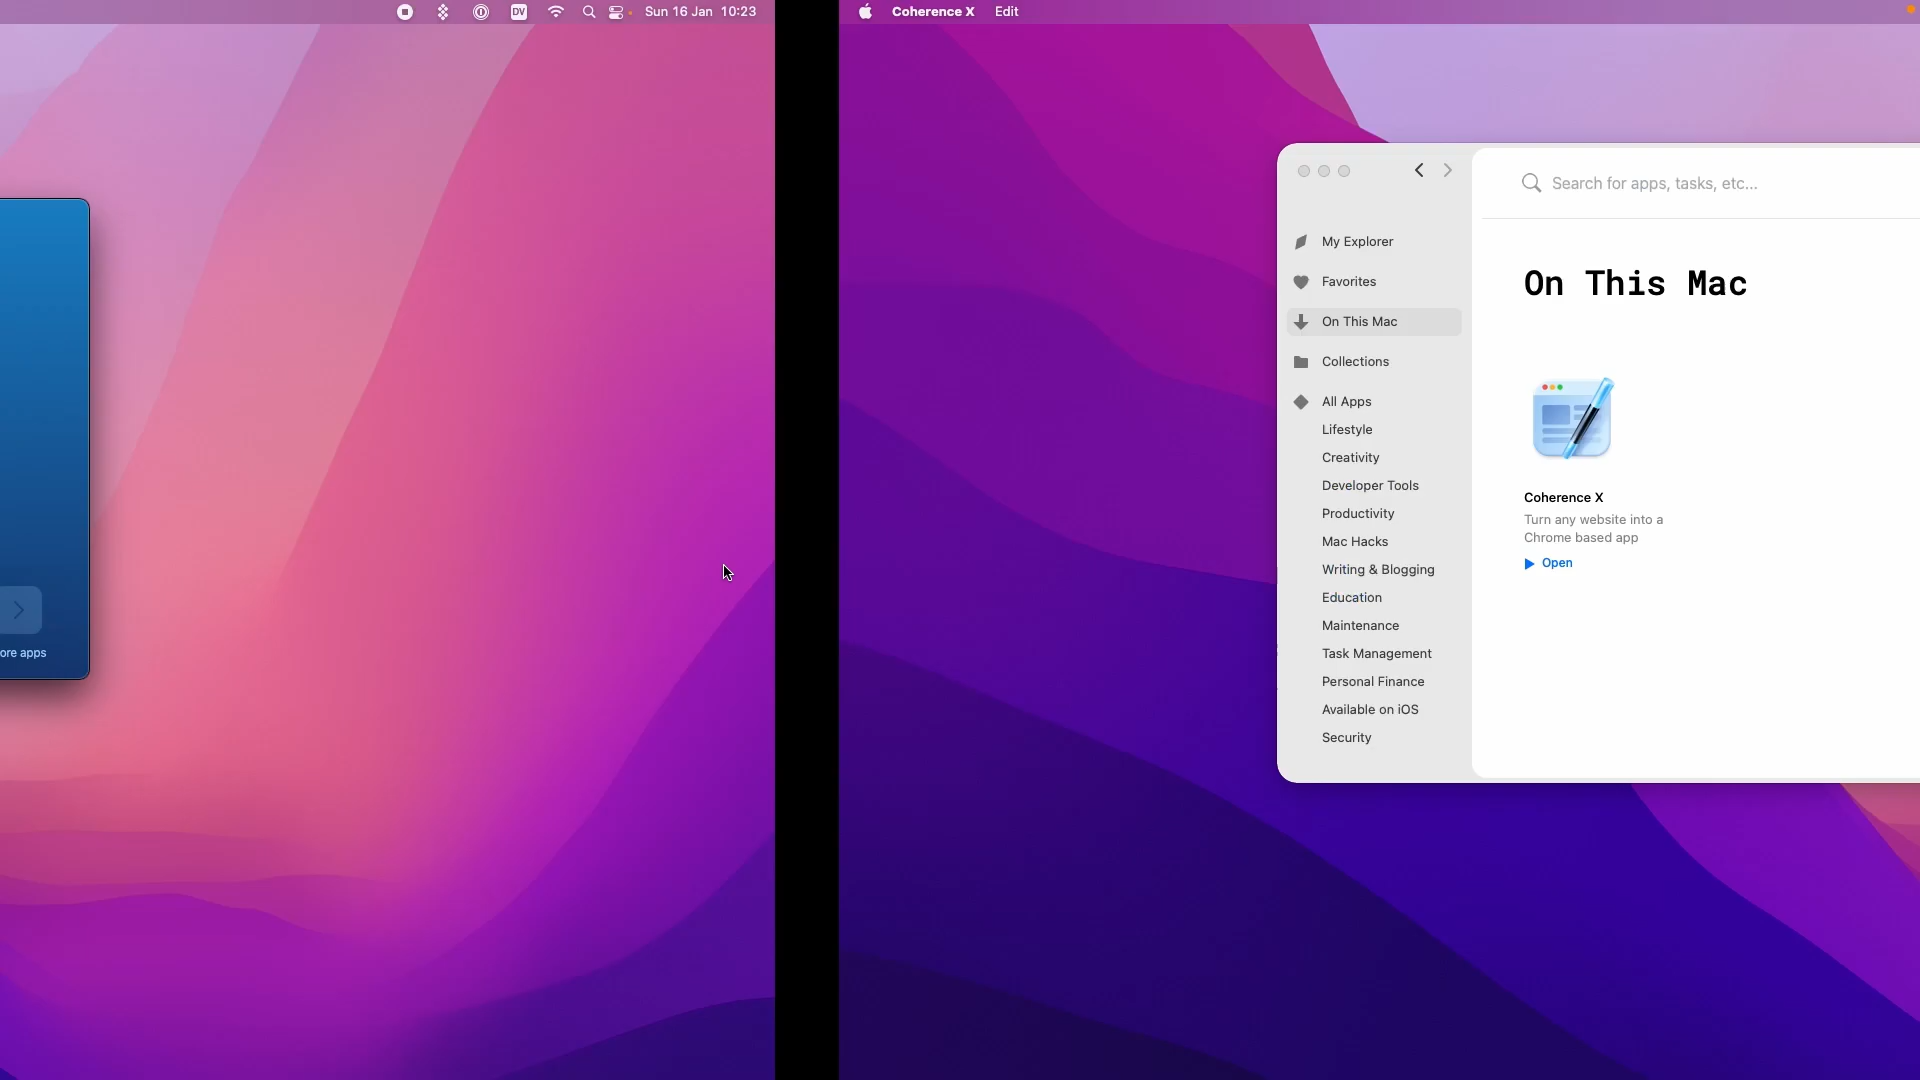 DV
Sun 16 Jan 10:23
ore apps
Coherence X Edit
Search for apps, tasks, etc...
My Explorer
Favorites
On This Mac
Collections
All Apps
Lifestyle
Creativity
Developer Tools
Productivity
Mac Hacks
Writing & Blogging
Education
Maintenance
Task Management
Personal Finance
Available on iOS
Security
On This Mac
Coherence X
Turn any website into a
Chrome based app
Open